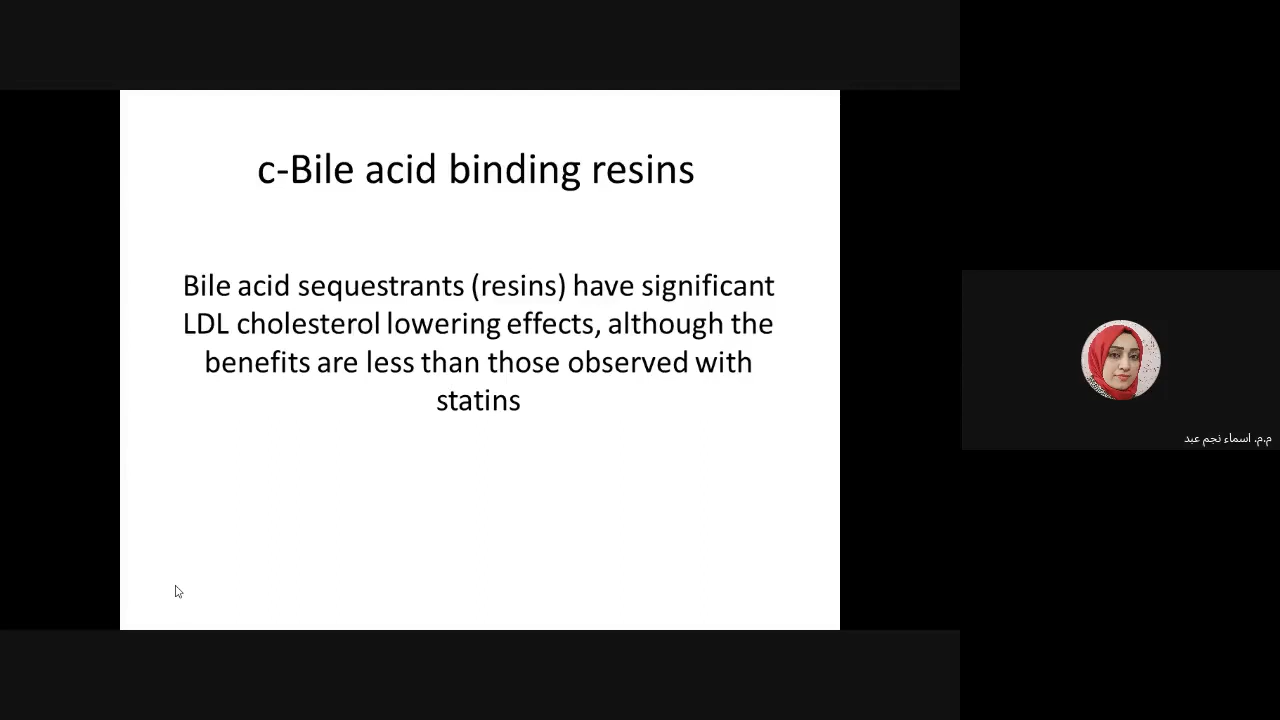 c-Bile acid binding resins
Bile acid sequestrants (resins) have significant
LDL cholesterol lowering effects, although the
benefits are less than those observed with
statins
م.م. اسماء نجم عبد